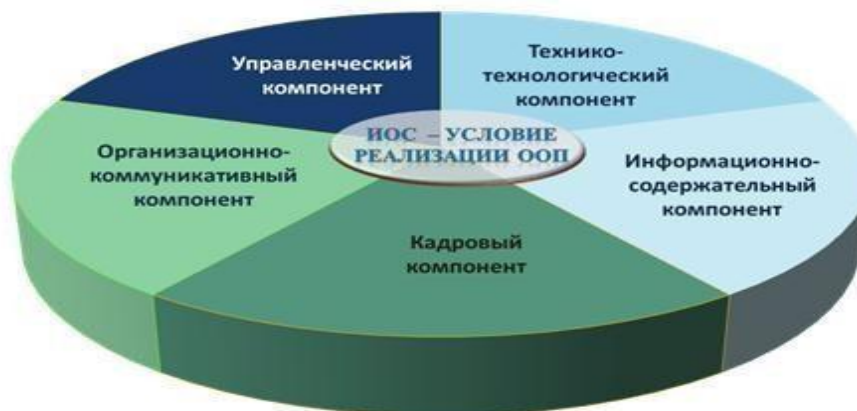 Управленческий
компонент
Технико-
технологический
компонент
ИОС – УСЛОВИЕ
РЕАЛИЗАЦИИ ООП
Организационно-
коммуникативный
компонент
Информационно-
содержательный
компонент
Кадровый
компонент